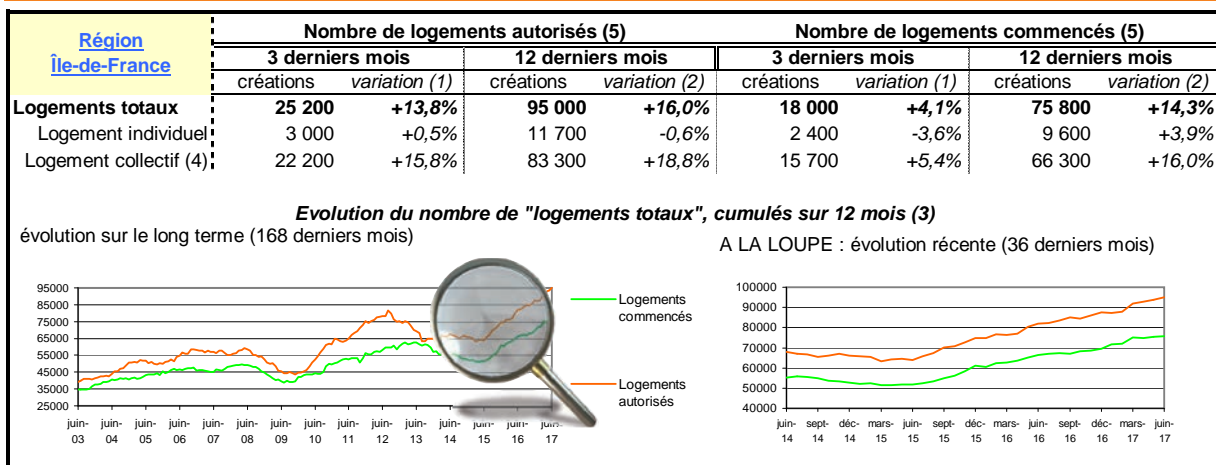 Région
Île-de-France
Nombre de logements autorisés (5) Nombre de logements commencés (5)
3 derniers mois 12 derniers mois 3 derniers mois 12 derniers mois
créations variation (1) créations variation (2) créations variation (1) créations variation (2)
Logements totaux 25 200 +13,8% 95 000 +16,0% 18 000 +4,1% 75 800 +14,3%
Logement individuel 3 000 +0,5% 11 700 -0,6% 2 400 -3,6% 9 600 +3,9%
Logement collectif (4) 22 200 +15,8% 83 300 +18,8% 15 700 +5,4% 66 300 +16,0%
Evolution du nombre de "logements totaux", cumulés sur 12 mois (3)
évolution sur le long terme (168 derniers mois)
95000
85000
75000
65000
55000
45000
35000
25000
juin-03 juin-04 juin-05 juin-06 juin-07 juin-08 juin-09 juin-10 juin-11 juin-12 juin-13 juin-14 juin-15 juin-16 juin-17
Logements commencés
Logements autorisés
A LA LOUPE : évolution récente (36 derniers mois)
100000
90000
80000
70000
60000
50000
40000
juin-14 sept-14 déc-14 mars-15 juin-15 sept-15 déc-15 mars-16 juin-16 sept-16 déc-16 mars-17 juin-17